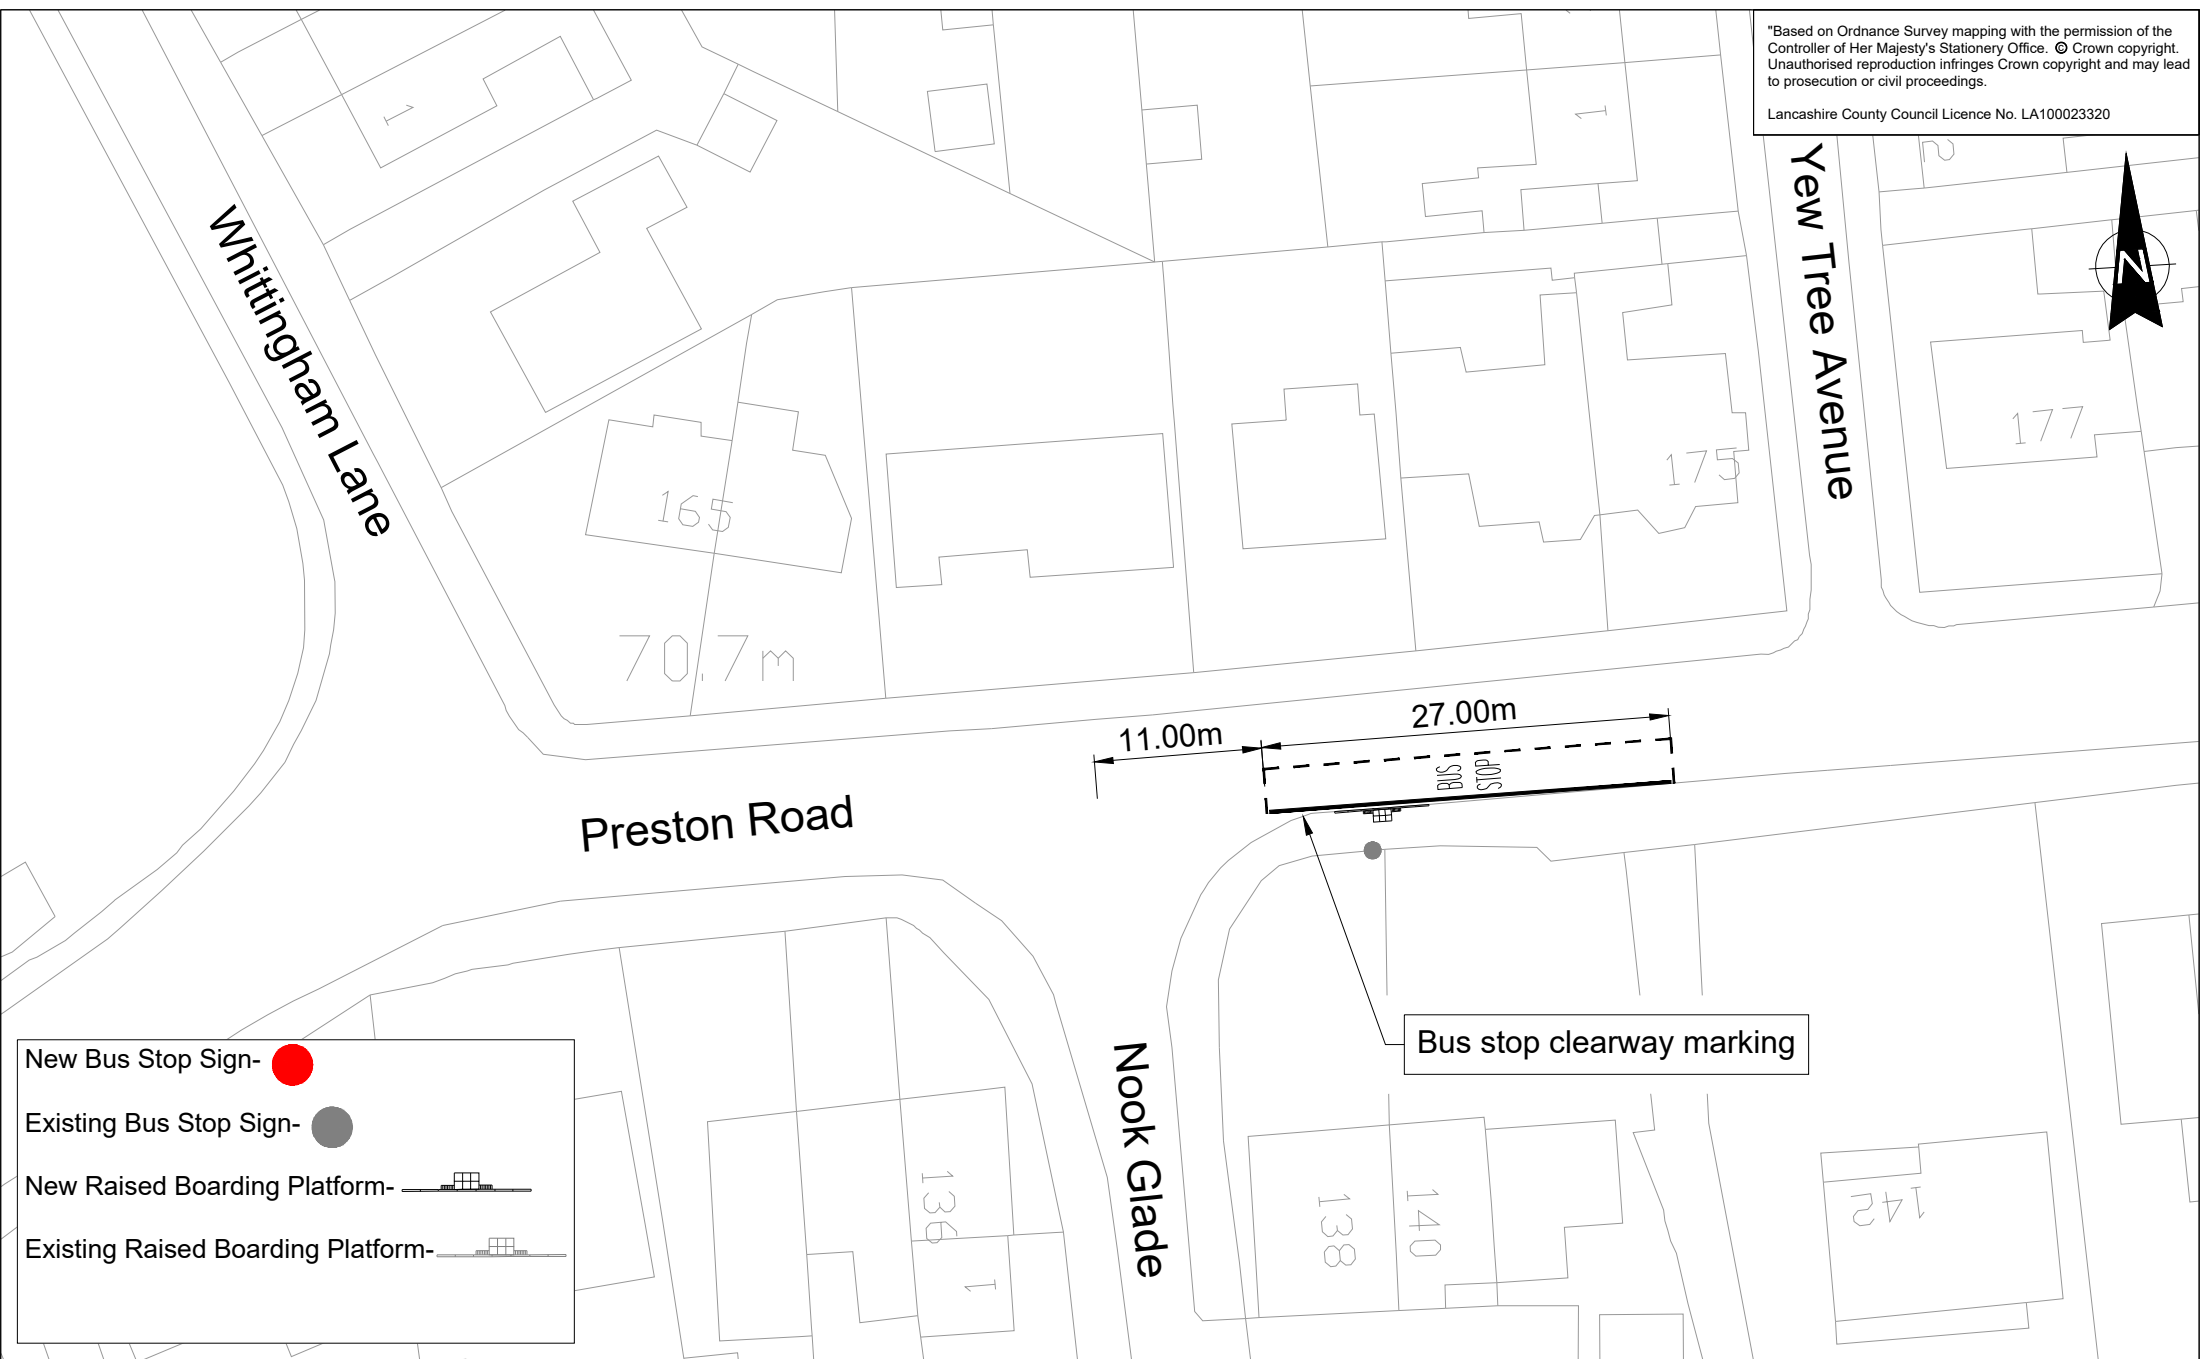 "Based on Ordnance Survey mapping with the permission of the
Controller of Her Majesty's Stationery Office. © Crown copyright.
Unauthorised reproduction infringes Crown copyright and may lead
to prosecution or civil proceedings.
Lancashire County Council Licence No. LA100023320
1
1
2
N
Whittingham Lane
Yew Tree Avenue
177
175
165
70.7m
27.00m
11.00m
BUS
STOP
Preston Road
Bus stop clearway marking
Nook Glade
New Bus Stop Sign-
Existing Bus Stop Sign-
New Raised Boarding Platform-
Existing Raised Boarding Platform-
136
1
138
140
142